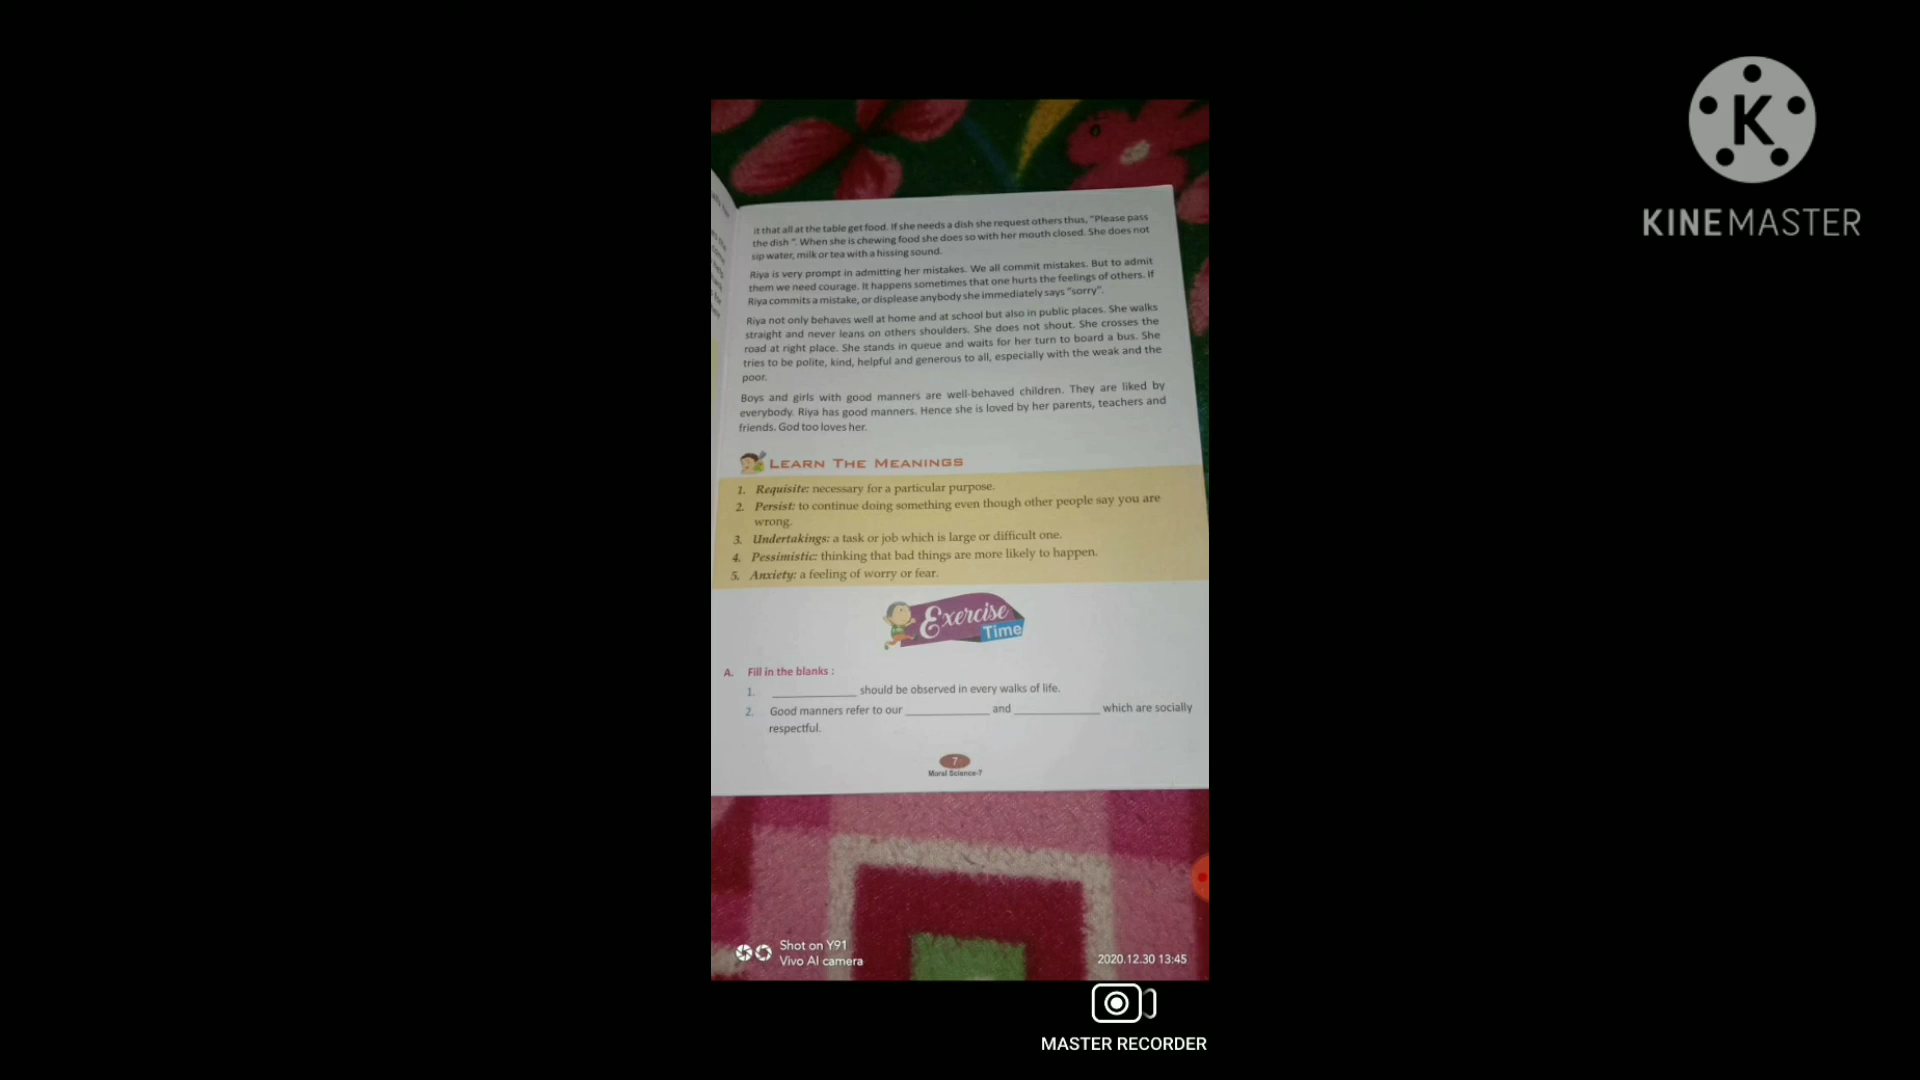 KINEMASTER
it that all at the table get food. If she needs a dish she request others thus, "Please pass
the dish ". When she is chewing food she does so with her mouth closed. She does not
sip water, milk or tea with a hissing sound.
Riya is very prompt in admitting her mistakes. We all commit mistakes. But to admit
them we need courage. It happens sometimes that one hurts the feelings of others. If
Riya commits a mistake, or displease anybody she immediately says "sorry".
Riya not only behaves well at home and at school but also in public places. She walks
straight and never leans on others shoulders. She does not shout. She crosses the
road at right place. She stands in queue and waits for her turn to board a bus. She
tries to be polite, kind, helpful and generous to all, especially with the weak and the
poor.
Boys and girls with good manners are well-behaved children. They are liked by
everybody. Riya has good manners. Hence she is loved by her parents, teachers and
friends. God too loves her.
LEARN THE MEANINGS
1. Requisite: necessary for a particular purpose.
2. Persist: to continue doing something even though other people say you are
wrong.
3. Undertakings: a task or job which is large or difficult one.
4. Pessimistic: thinking that bad things are more likely to happen.
5. Anxiety: a feeling of worry or fear.
Exercise
Time
A. Fill in the blanks :
1. ____________ should be observed in every walks of life.
2. Good manners refer to our ____________ and ____________ which are socially
respectful.
7
Moral Science-7
Shot on Y91
Vivo AI camera
2020.12.30 13:45
MASTER RECORDER